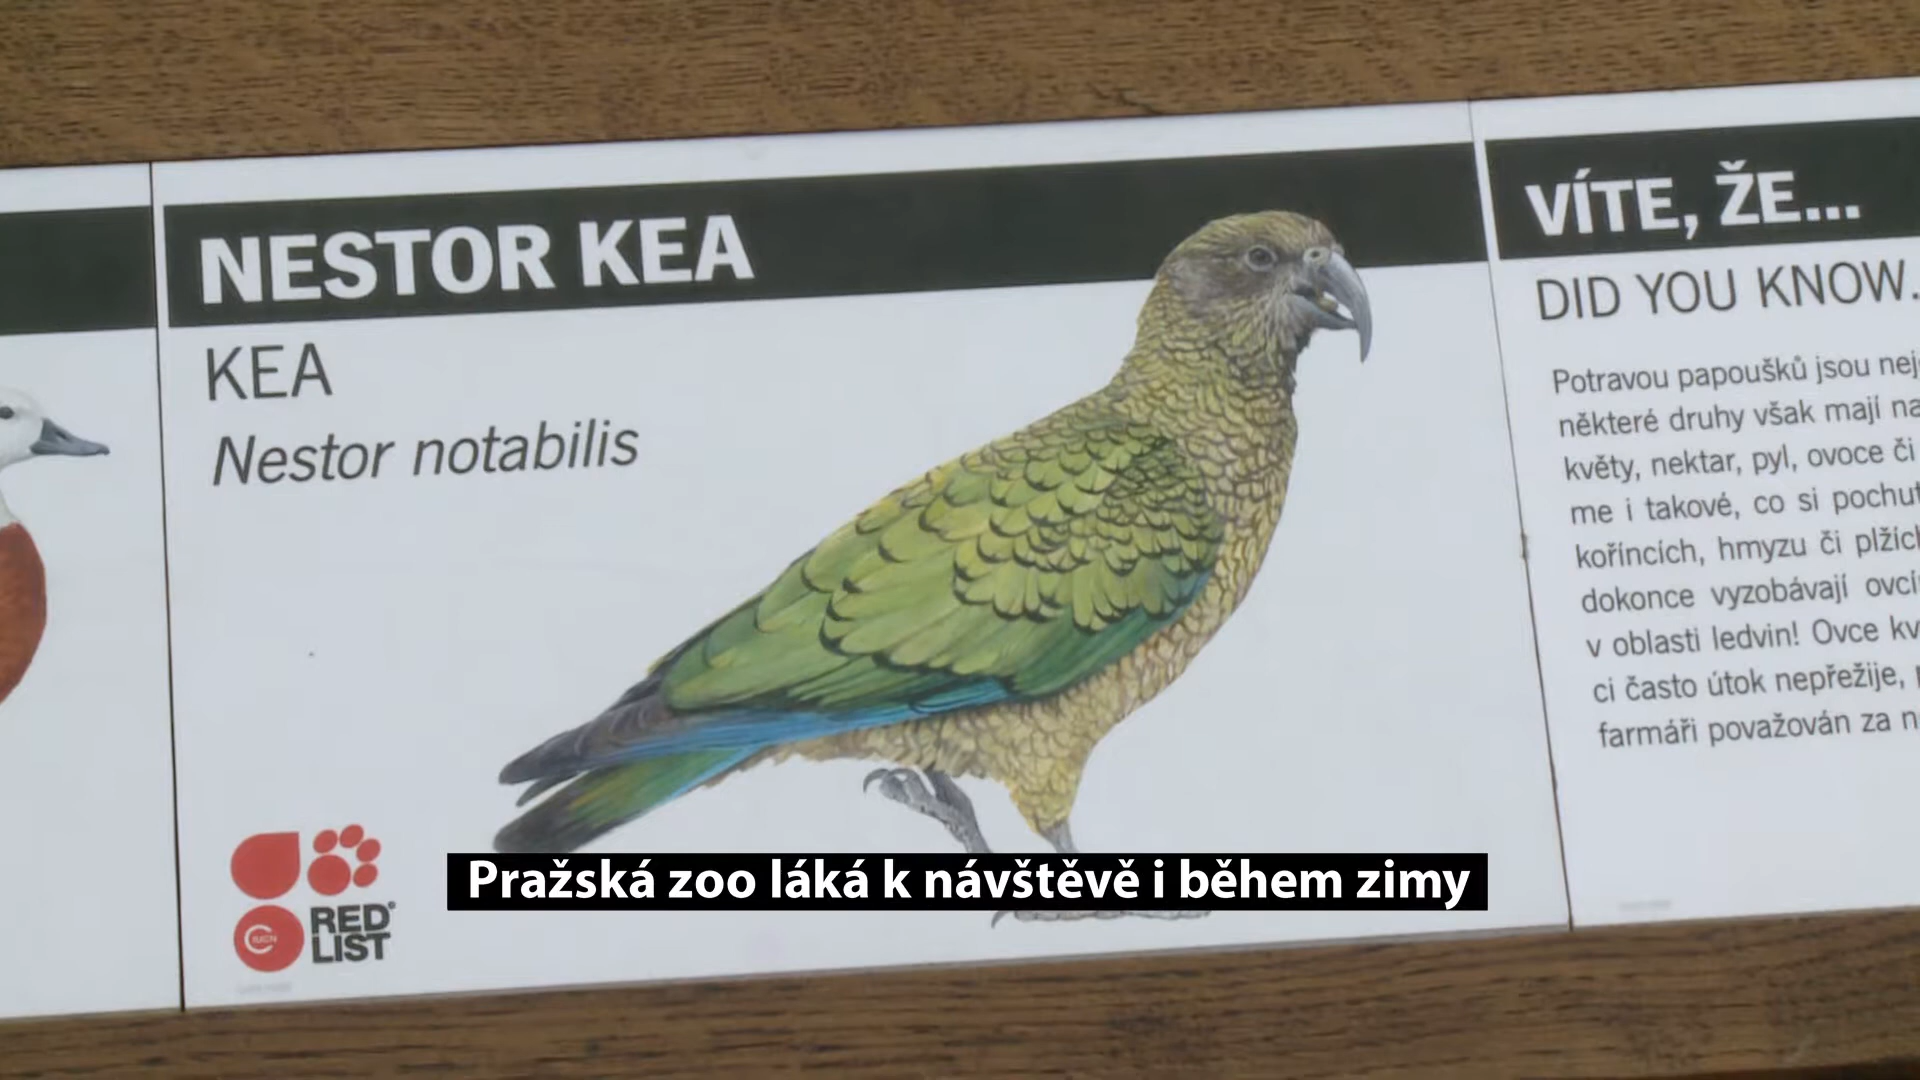 NESTOR KEA
KEA
Nestor notabilis
RED
LIST
IUCN
VÍTE, ŽE...
DID YOU KNOW.
Potravou papoušků jsou
některé druhy však mají
květy, nektar, pyl, ovoce či
me i takové, co si
koříncích, hmyzu či
dokonce vyzobávají
v oblasti ledvin! Ovce
ci často útok nepřežije,
farmáři považován za
Pražská zoo láká k návštěvě i během zimy